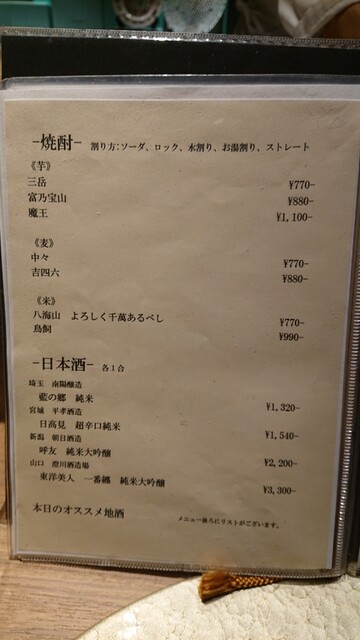 -焼酎- 割り方:ソーダ、ロック、水割り、お湯割り、ストレート
《芋》
三岳 ¥770-
富乃宝山 ¥880-
魔王 ¥1,100-
《麦》
中々 ¥770-
吉四六 ¥880-
《米》
八海山 よろしく千萬あるべし ¥770-
鳥飼 ¥990-
-日本酒- 各1合
埼玉 南陽醸造
藍の郷 純米 ¥1,320-
宮城 平孝酒造
日高見 超辛口純米 ¥1,540-
新潟 朝日酒造
呼友 純米大吟醸 ¥2,200-
山口 澄川酒造場
東洋美人 一番纏 純米大吟醸 ¥3,300-
本日のオススメ地酒 メニュー後ろにリストがございます。